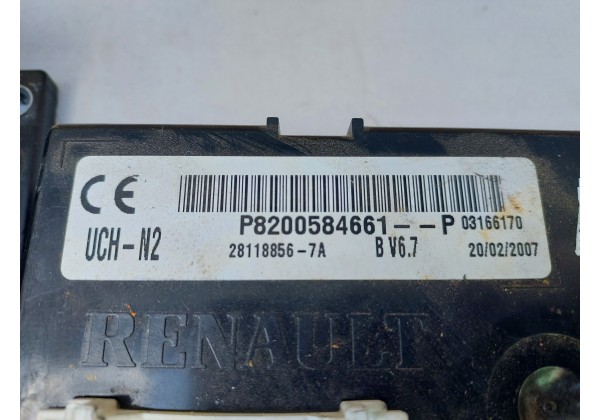 CE
P8200584661--P 03166170
UCH-N2 28118856-7A B V6.7 20/02/2007
RENAULT